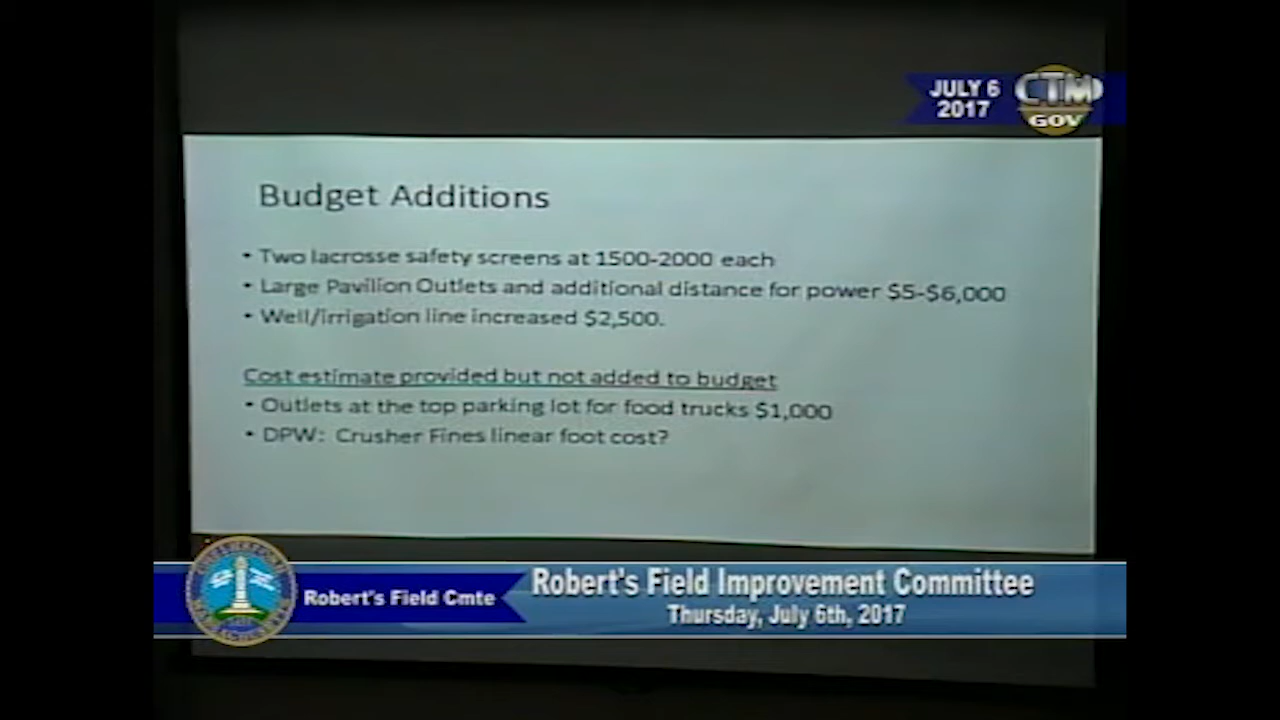 JULY 6
2017
CTM
GOV
Budget Additions
• Two lacrosse safety screens at 1500-2000 each
• Large Pavilion Outlets and additional distance for power $5-$6,000
• Well/irrigation line increased $2,500.
Cost estimate provided but not added to budget
• Outlets at the top parking lot for food trucks $1,000
• DPW: Crusher Fines linear foot cost?
Robert's Field Cmte
Robert's Field Improvement Committee
Thursday, July 6th, 2017